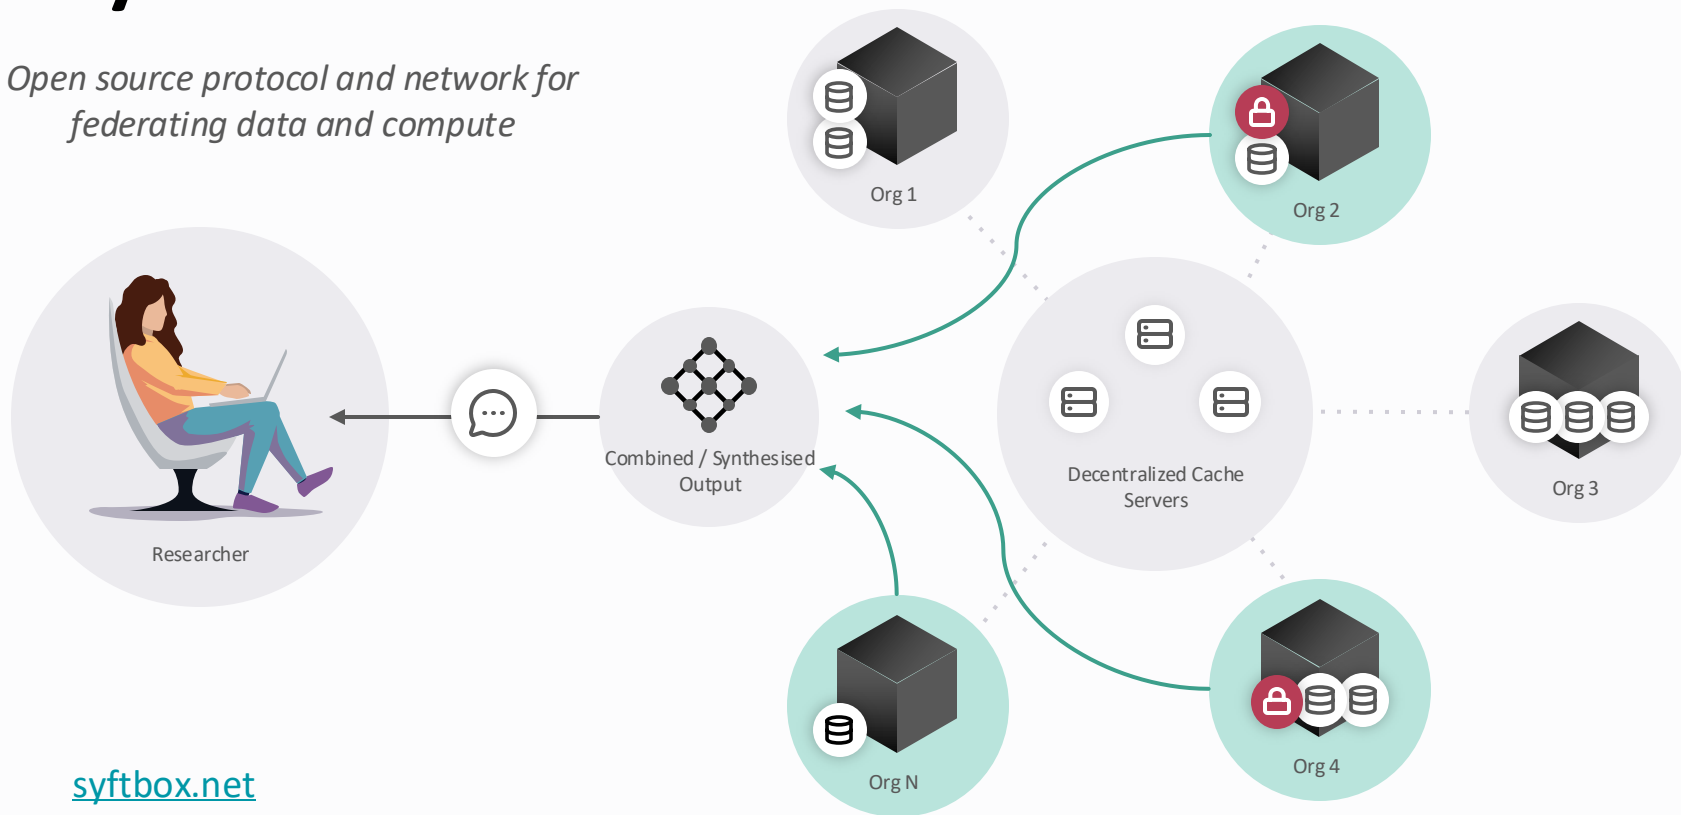 Open source protocol and network for
federating data and compute
Org 1
Org 2
Org 3
Decentralized Cache
Servers
Combined / Synthesised
Output
Researcher
Org N
Org 4
syftbox.net